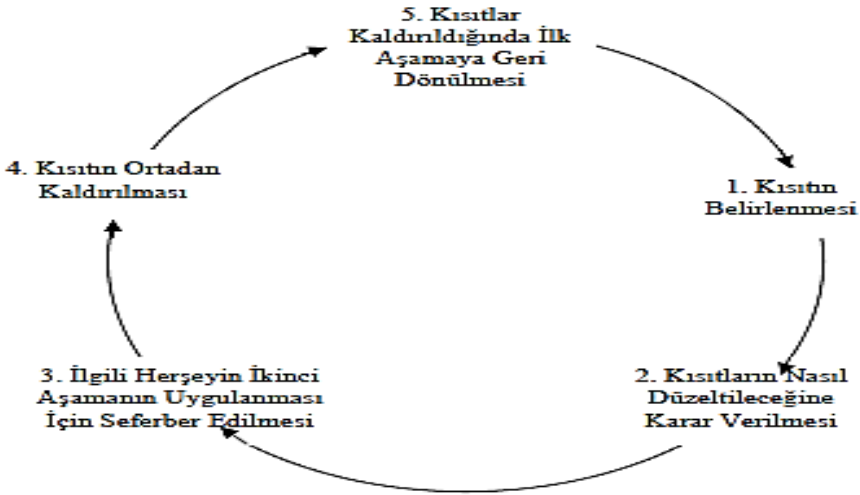 5. Kısıtlar
Kaldırıldığında İlk
Aşamaya Geri
Dönülmesi
1. Kısıtın
Belirlenmesi
2. Kısıtların Nasıl
Düzeltileceğine
Karar Verilmesi
3. İlgili Herşeyin İkinci
Aşamanın Uygulanması
İçin Seferber Edilmesi
4. Kısıtın Ortadan
Kaldırılması